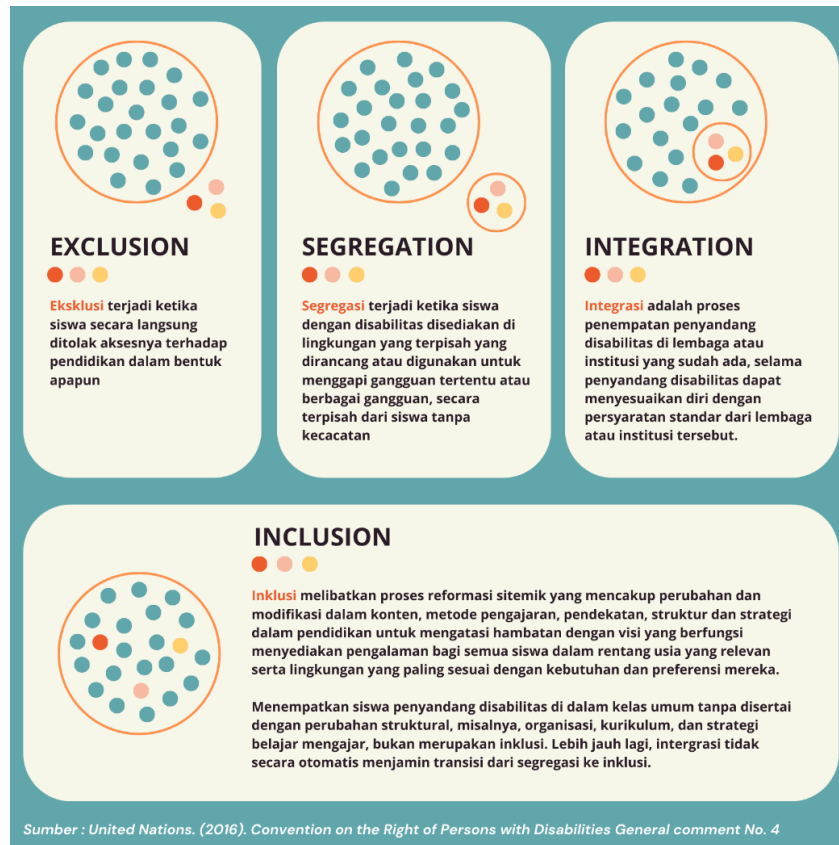 EXCLUSION
Eksklusi terjadi ketika
siswa secara langsung
ditolak aksesnya terhadap
pendidikan dalam bentuk
apapun
SEGREGATION
Segregasi terjadi ketika siswa
dengan disabilitas disediakan di
lingkungan yang terpisah yang
dirancang atau digunakan untuk
menggapi gangguan tertentu atau
berbagai gangguan, secara
terpisah dari siswa tanpa
kecacatan
INTEGRATION
Integrasi adalah proses
penempatan penyandang
disabilitas di lembaga atau
institusi yang sudah ada, selama
penyandang disabilitas dapat
menyesuaikan diri dengan
persyaratan standar dari lembaga
atau institusi tersebut.
INCLUSION
Inklusi melibatkan proses reformasi sitemik yang mencakup perubahan dan
modifikasi dalam konten, metode pengajaran, pendekatan, struktur dan strategi
dalam pendidikan untuk mengatasi hambatan dengan visi yang berfungsi
menyediakan pengalaman bagi semua siswa dalam rentang usia yang relevan
serta lingkungan yang paling sesuai dengan kebutuhan dan preferensi mereka.
Menempatkan siswa penyandang disabilitas di dalam kelas umum tanpa disertai
dengan perubahan struktural, misalnya, organisasi, kurikulum, dan strategi
belajar mengajar, bukan merupakan inklusi. Lebih jauh lagi, intergrasi tidak
secara otomatis menjamin transisi dari segregasi ke inklusi.
Sumber : United Nations. (2016). Convention on the Right of Persons with Disabilities General comment No. 4